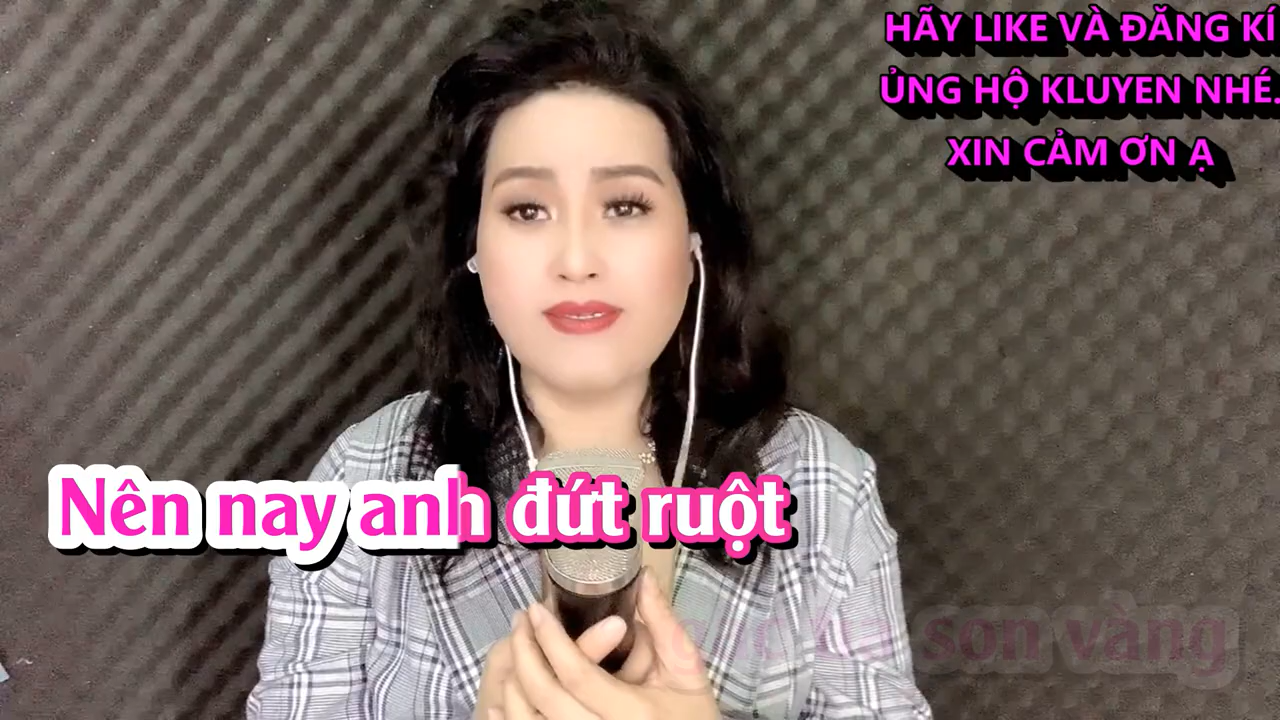 HÃY LIKE VÀ ĐĂNG KÍ
ỦNG HỘ KLUYEN NHÉ.
XIN CẢM ƠN Ạ
Nên nay anh đứt ruột
son vàng